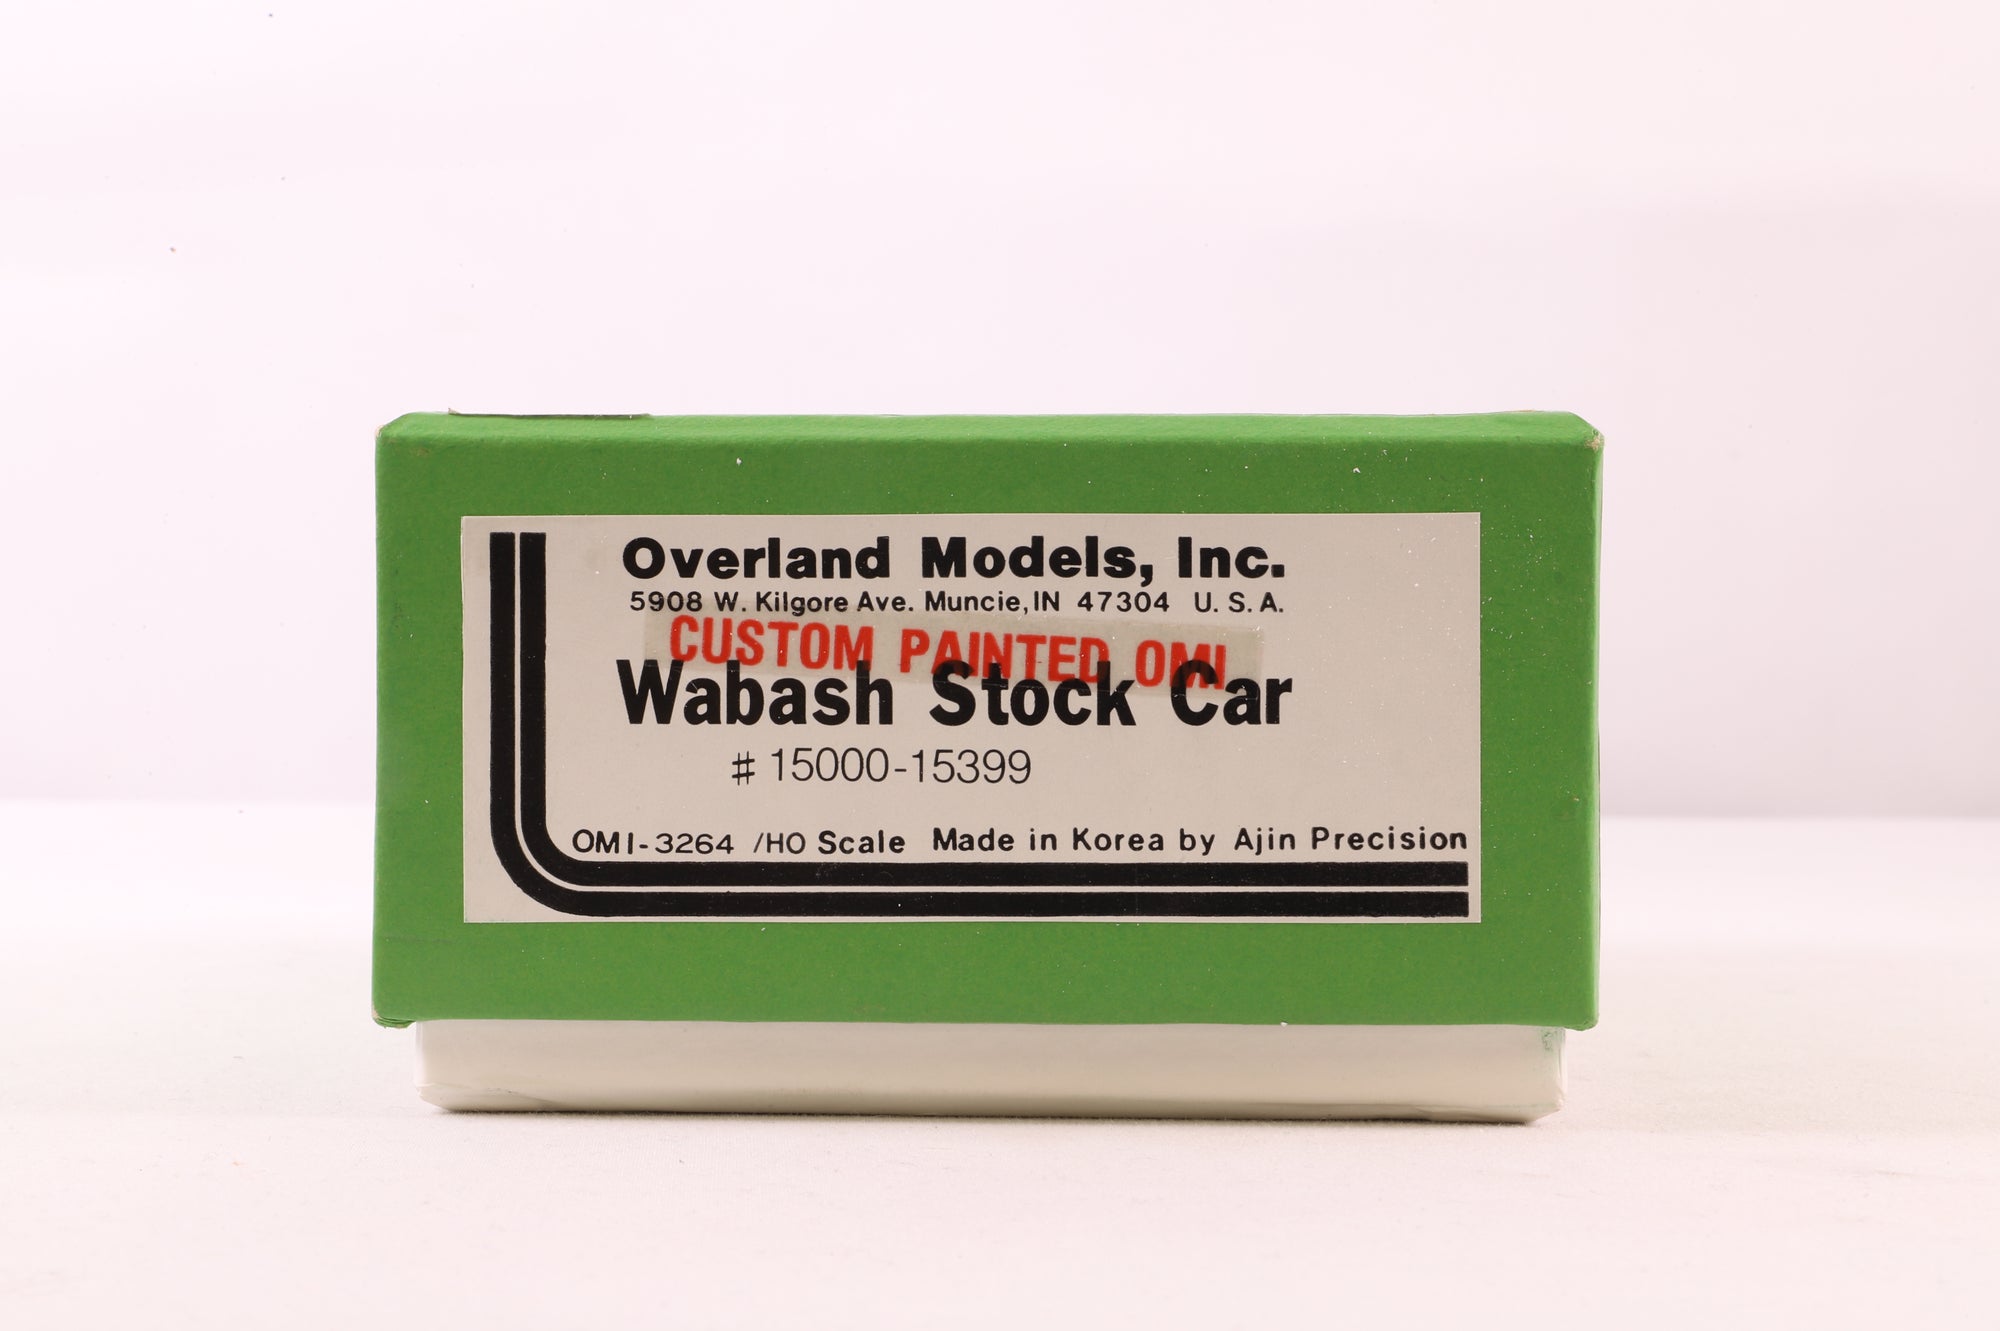 Overland Models, Inc.
5908 W. Kilgore Ave. Muncie, IN 47304 U. S. A.
CUSTOM PAINTED OMI
Wabash Stock Car
# 15000-15399
OMI-3264 /HO Scale Made in Korea by Ajin Precision